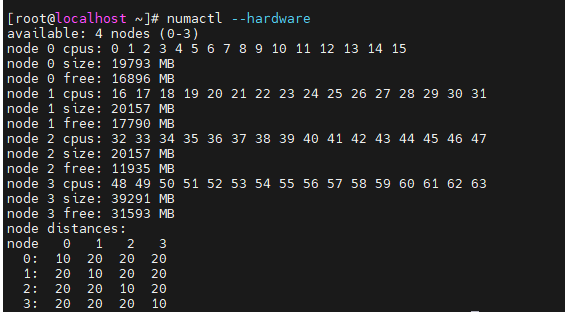 [root@localhost ~]# numactl --hardware
available: 4 nodes (0-3)
node 0 cpus: 0 1 2 3 4 5 6 7 8 9 10 11 12 13 14 15
node 0 size: 19793 MB
node 0 free: 16896 MB
node 1 cpus: 16 17 18 19 20 21 22 23 24 25 26 27 28 29 30 31
node 1 size: 20157 MB
node 1 free: 17790 MB
node 2 cpus: 32 33 34 35 36 37 38 39 40 41 42 43 44 45 46 47
node 2 size: 20157 MB
node 2 free: 11935 MB
node 3 cpus: 48 49 50 51 52 53 54 55 56 57 58 59 60 61 62 63
node 3 size: 39291 MB
node 3 free: 31593 MB
node distances:
node   0   1   2   3
  0:  10  20  20  20
  1:  20  10  20  20
  2:  20  20  10  20
  3:  20  20  20  10